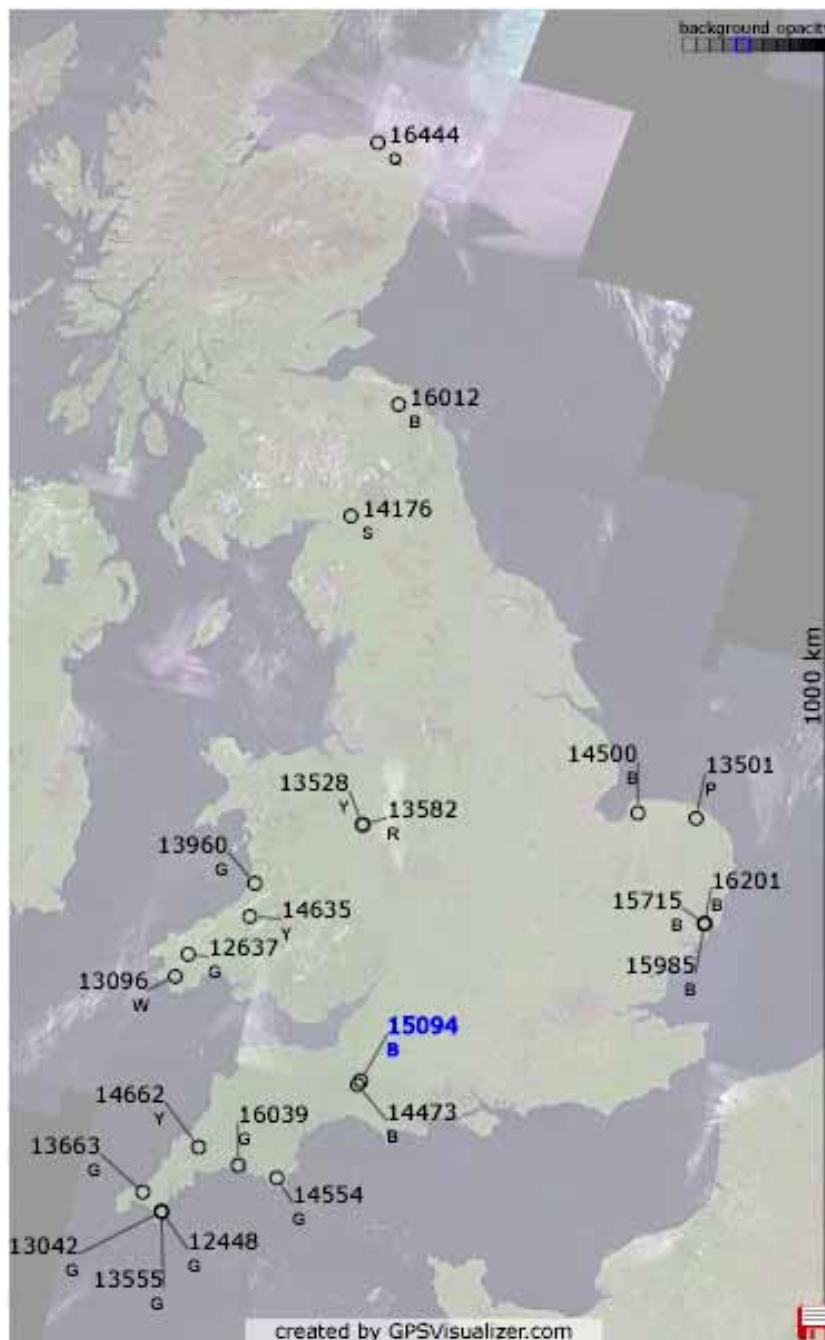 background opacity
16444
Q
16012
B
14176
S
1000 km
14500
B
13501
P
13528
Y
13582
R
13960
G
16201
B
15715
B
14635
Y
12637
G
15985
B
13096
W
15094
B
14662
Y
16039
G
14473
B
13663
G
14554
G
13042
G
12448
G
13555
G
created by GPSVisualizer.com